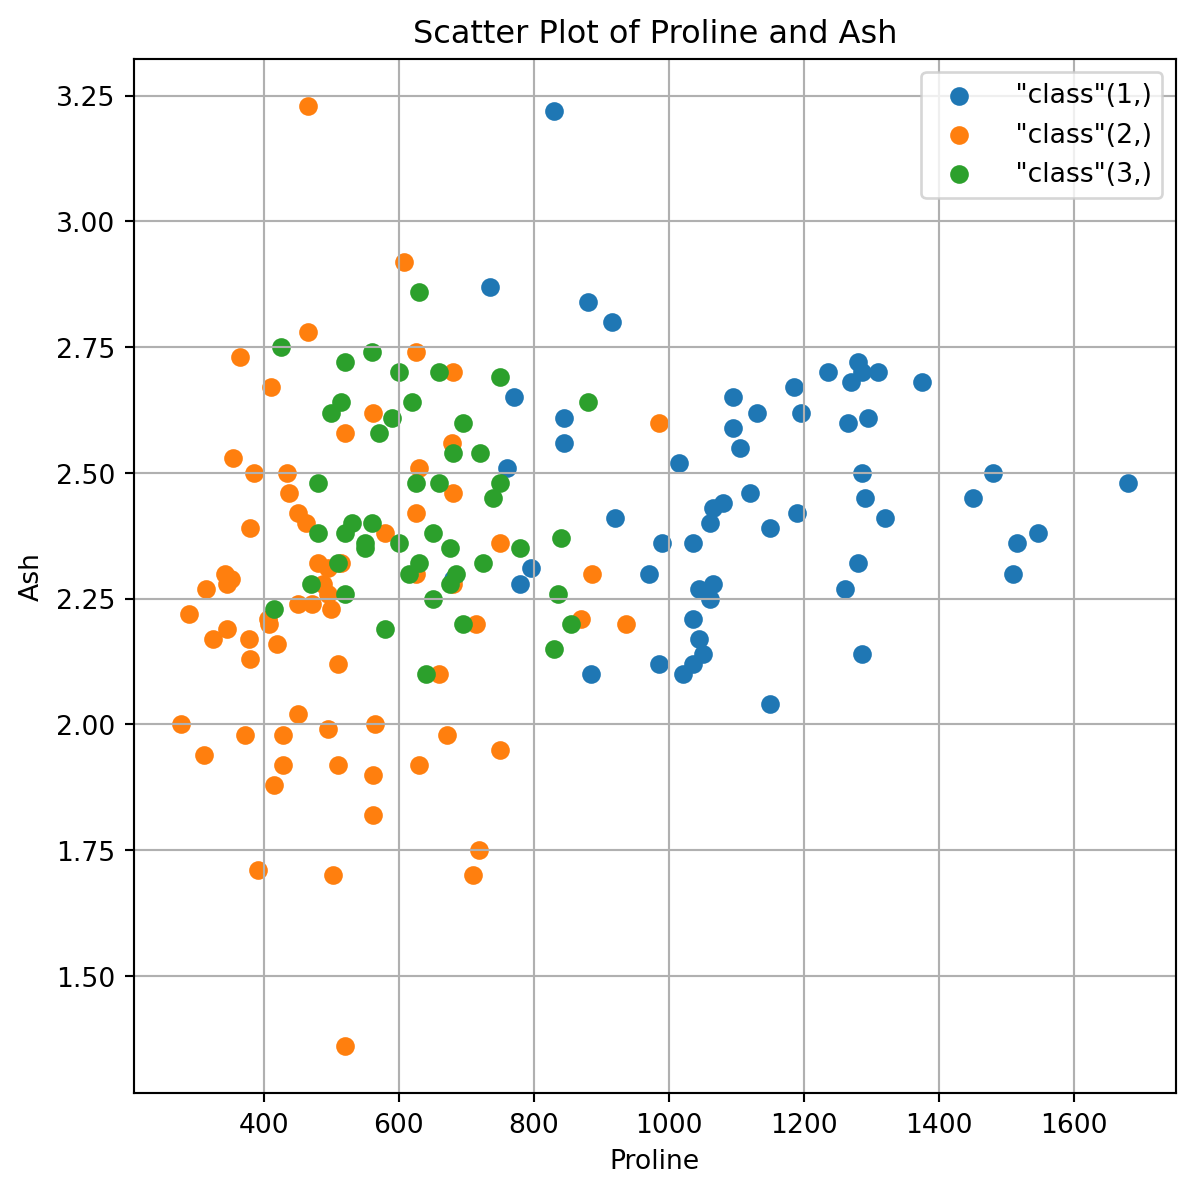 Scatter Plot of Proline and Ash
"class"(1,)
"class"(2,)
"class"(3,)
3.25
3.00
2.75
2.50
2.25
2.00
1.75
1.50
Ash
400 600 800 1000 1200 1400 1600
Proline